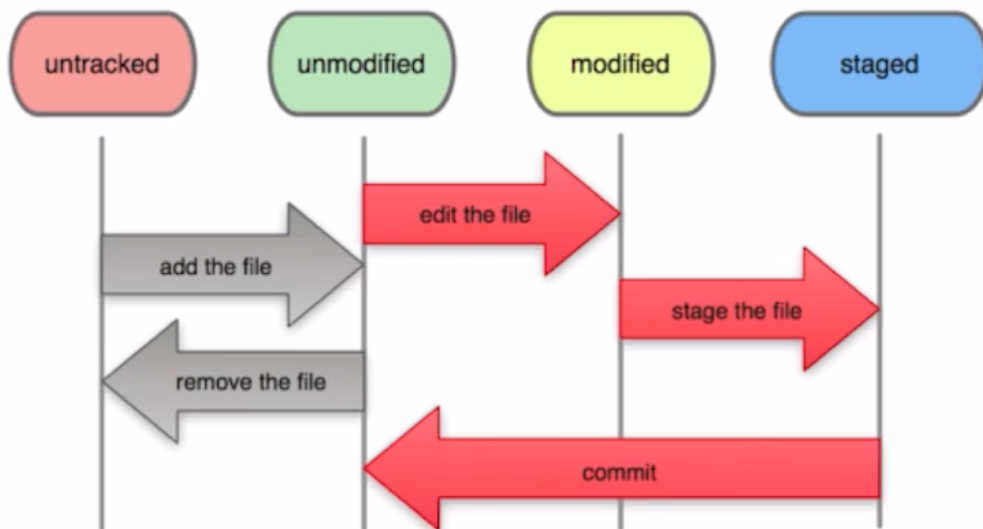 untracked
unmodified
modified
staged
edit the file
add the file
stage the file
remove the file
commit